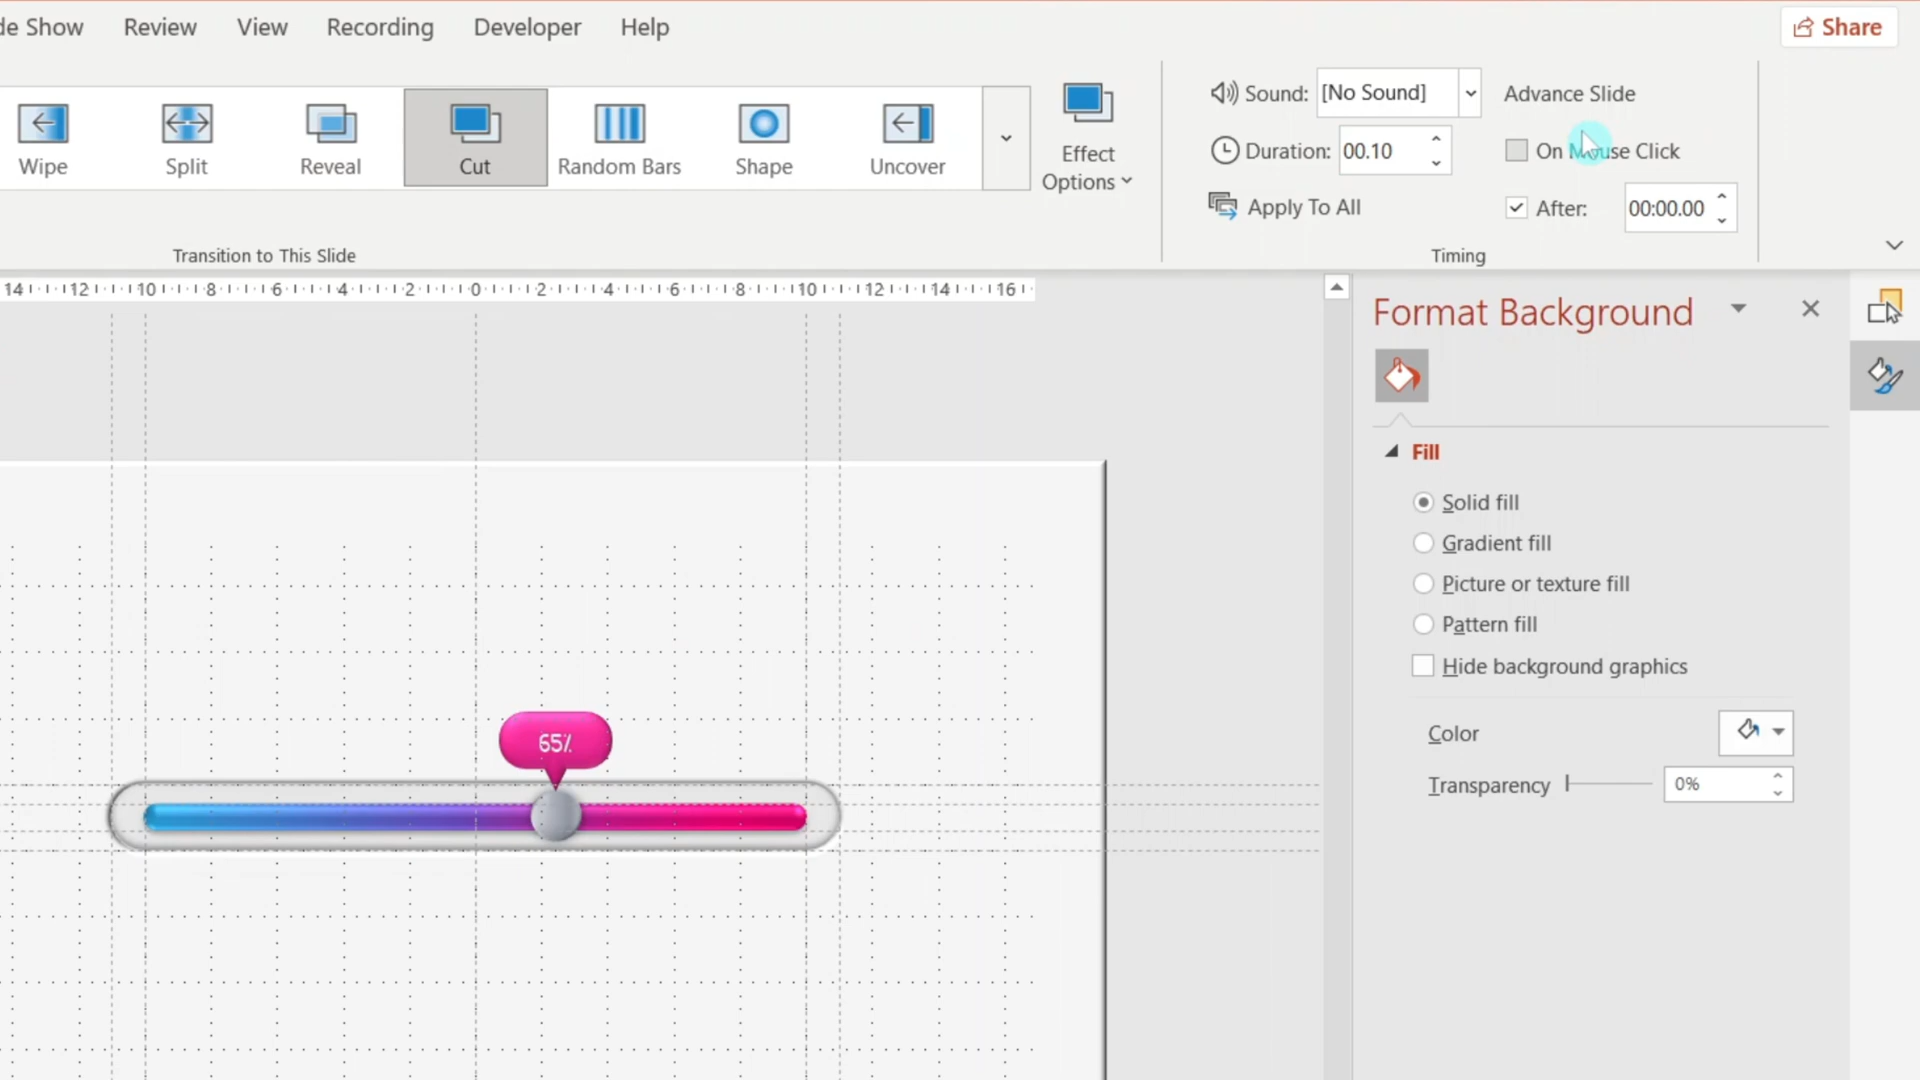 de Show Review View Recording Developer Help Share
Sound: [No Sound] Advance Slide
Effect Options
Duration: 00.10 On Mouse Click
Wipe Split Reveal Cut Random Bars Shape Uncover
Apply To All After: 00:00.00
Transition to This Slide Timing
14 12 10 8 6 4 2 0 2 4 6 8 10 12 14 16
Format Background
Fill
Solid fill
Gradient fill
Picture or texture fill
Pattern fill
Hide background graphics
Color
Transparency 0%
65%